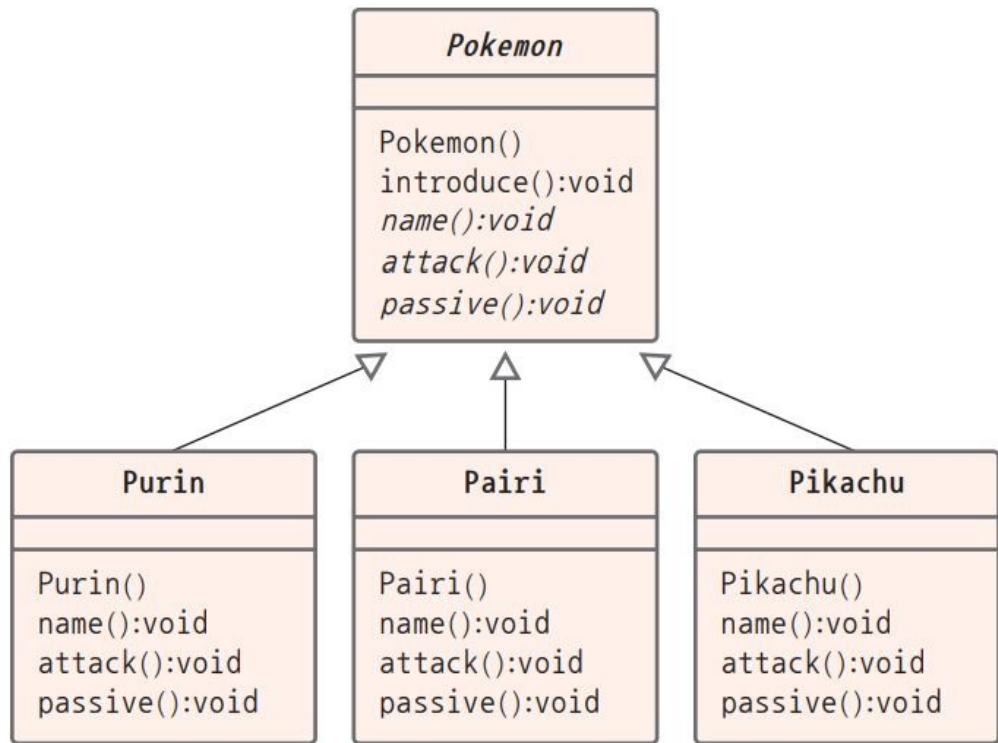 Pokemon
Pokemon()
introduce():void
name():void
attack():void
passive():void
Purin
Purin()
name():void
attack():void
passive():void
Pairi
Pairi()
name():void
attack():void
passive():void
Pikachu
Pikachu()
name():void
attack():void
passive():void